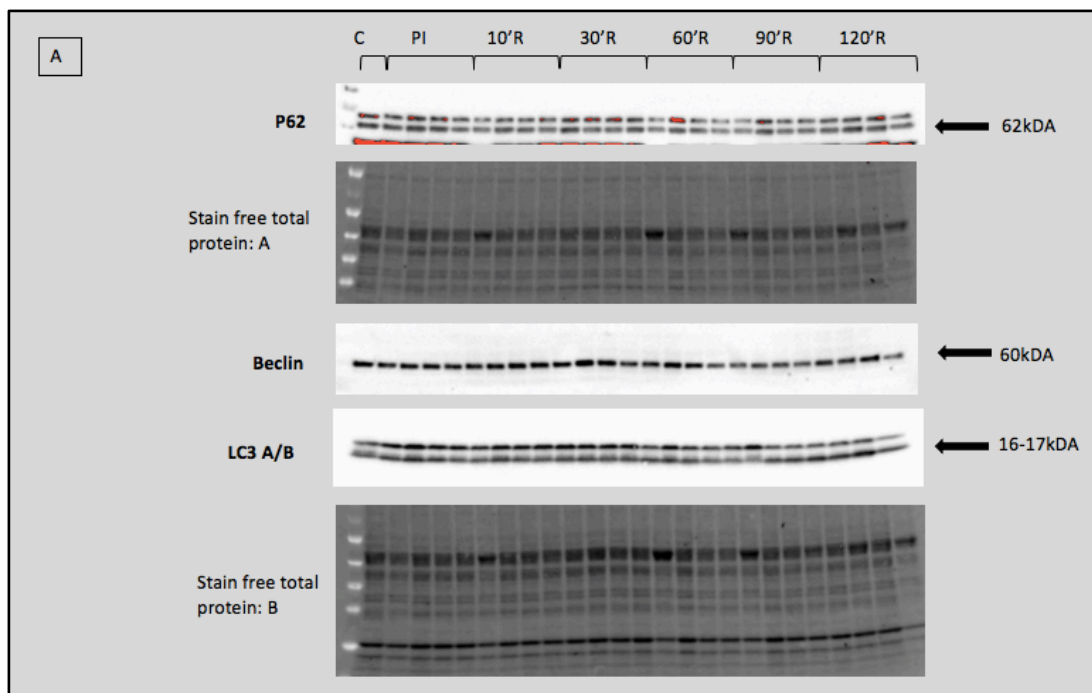 A
C PI 10’R 30’R 60’R 90’R 120’R
P62
62kDA
Stain free total
protein: A
Beclin
60kDA
LC3 A/B
16-17kDA
Stain free total
protein: B